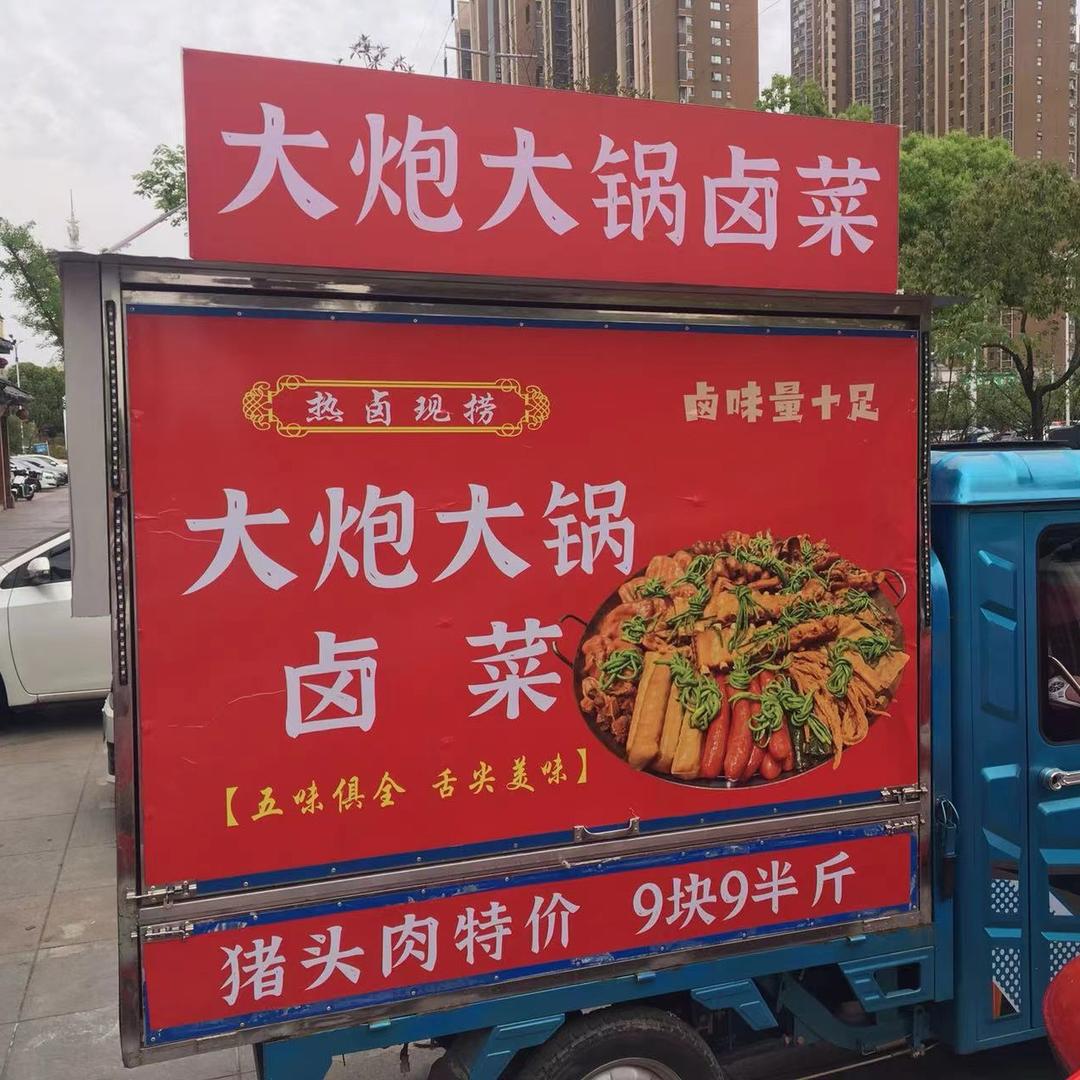 大炮大锅卤菜
热卤现捞
卤味量十足
大炮大锅
卤菜
【五味俱全 舌尖美味】
猪头肉特价 9块9半斤